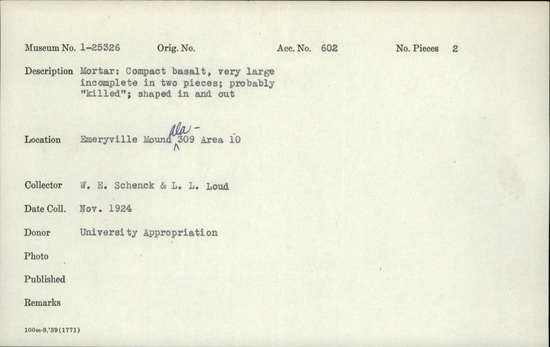 Museum No. 1-25326 Orig. No. Acc. No. 602 No. Pieces 2
Description Mortar: Compact basalt, very large
incomplete in two pieces; probably
"killed"; shaped in and out
Location Emeryville Mound Ala- 309 Area 10
Collector W. E. Schenck & L. L. Loud
Date Coll. Nov. 1924
Donor University Appropriation
Photo
Published
Remarks
100m-8,'39(1771)